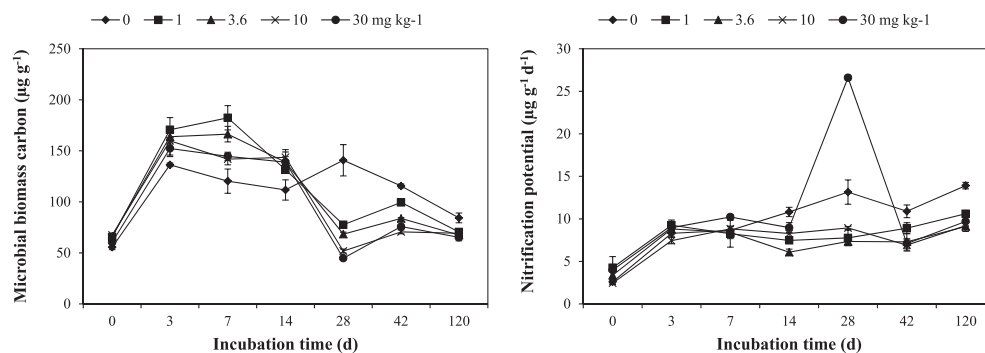 0 1 3.6 10 30 mg kg-1
Microbial biomass carbon (µg g⁻¹)
250
200
150
100
50
0
0 3 7 14 28 42 120
Incubation time (d)
0 1 3.6 10 30 mg kg-1
Nitrification potential (µg g⁻¹ d⁻¹)
30
25
20
15
10
5
0
0 3 7 14 28 42 120
Incubation time (d)